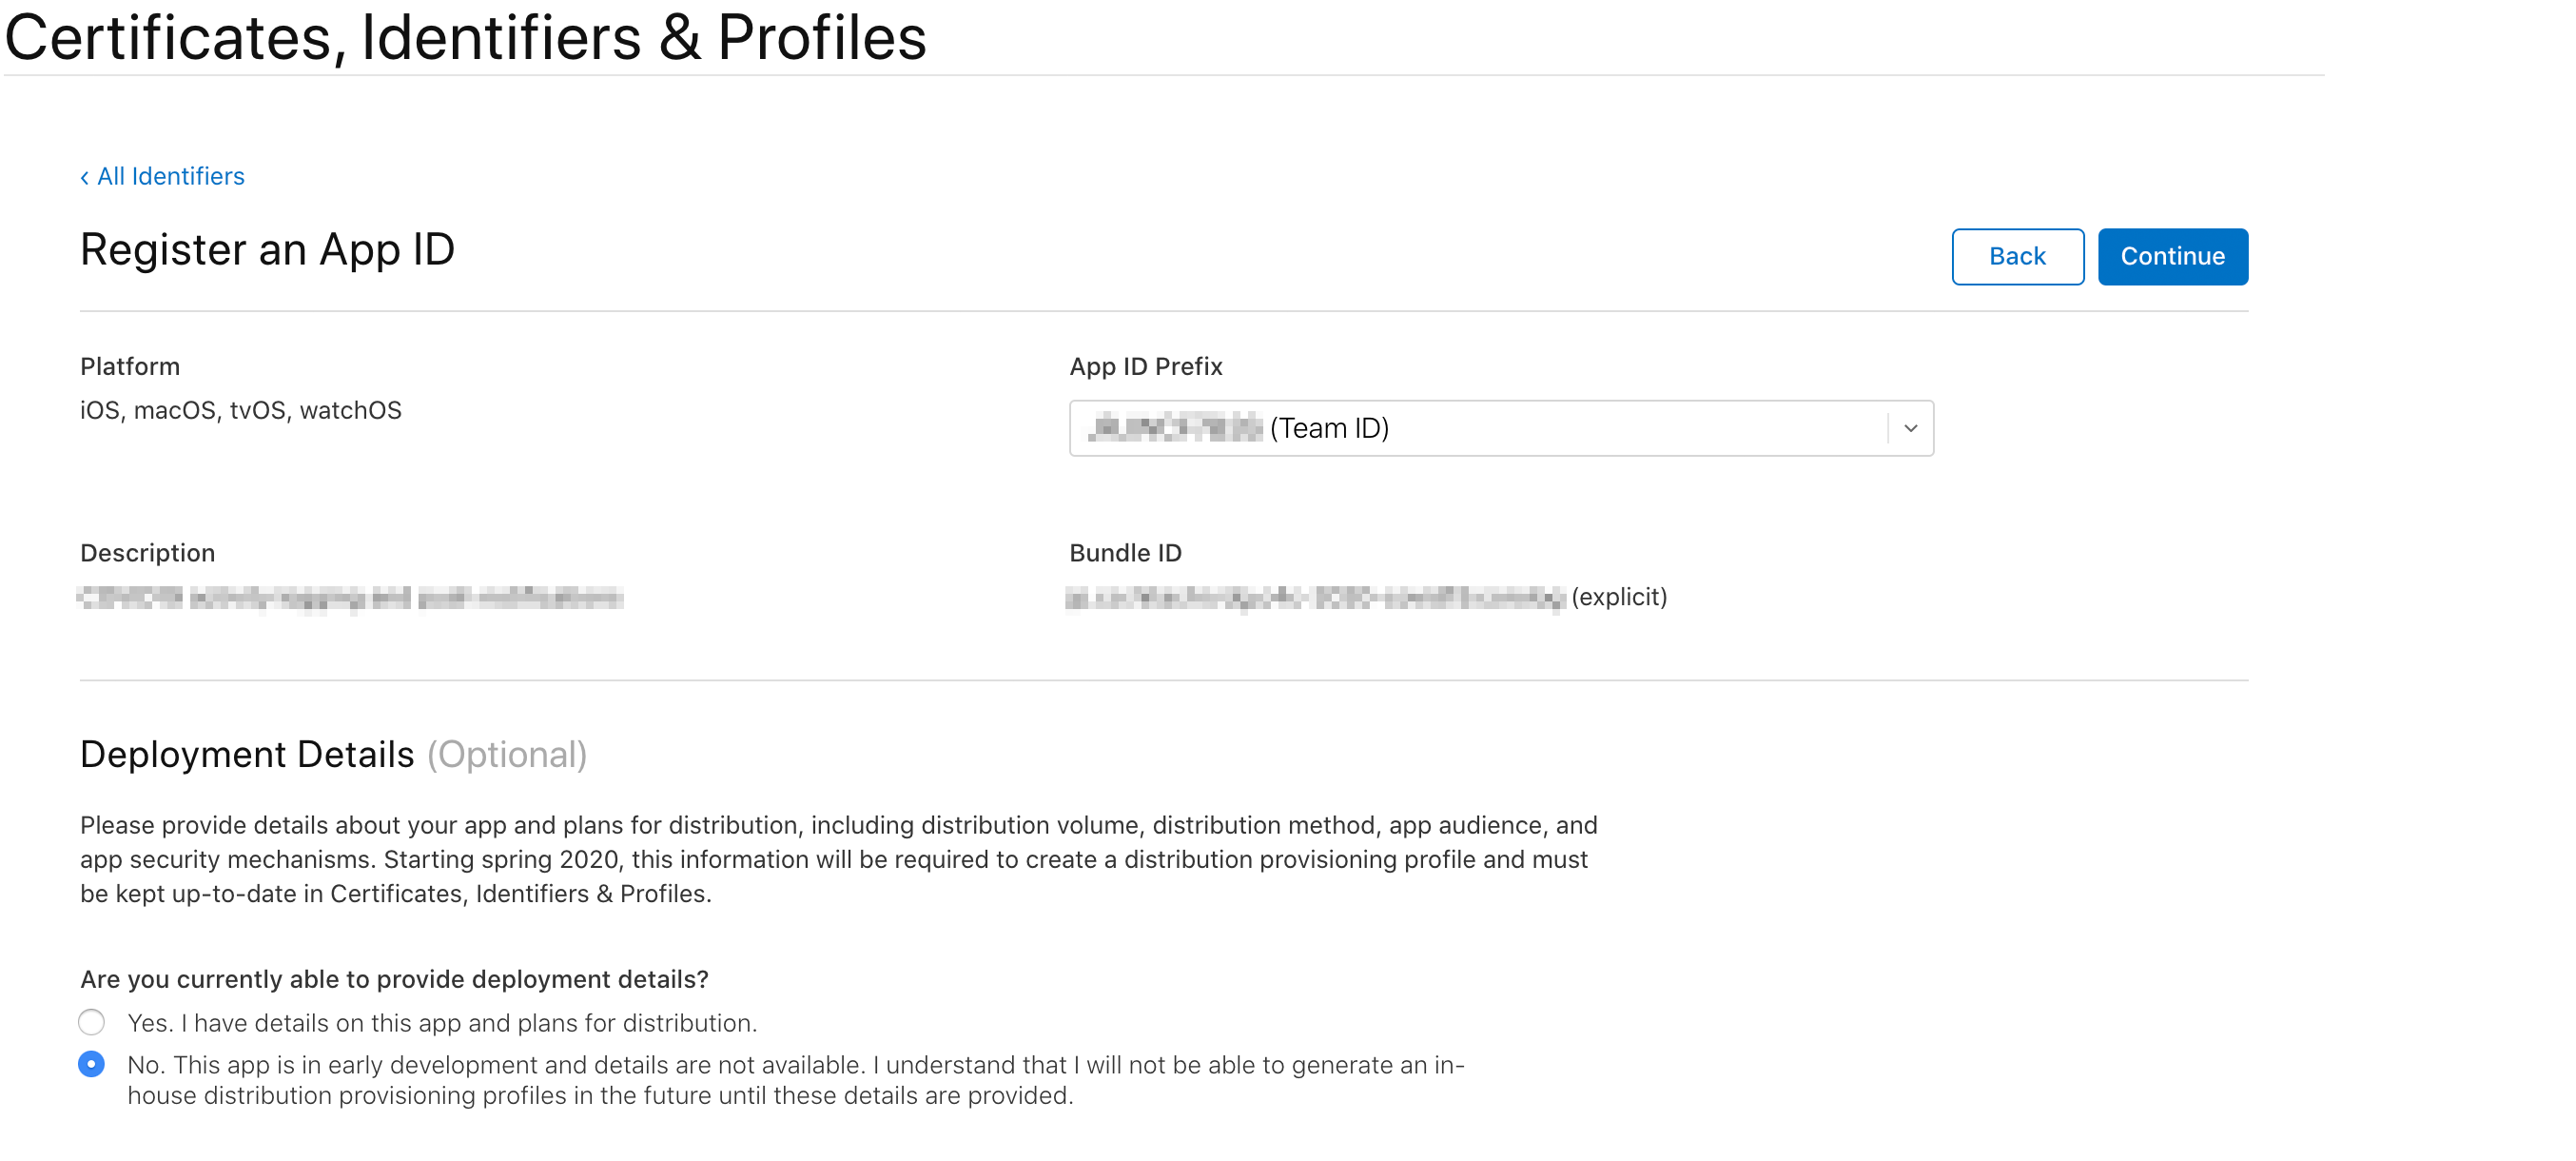 Certificates, Identifiers & Profiles
‹ All Identifiers
Register an App ID
Back
Continue
Platform
App ID Prefix
iOS, macOS, tvOS, watchOS
(Team ID)
Description
Bundle ID
(explicit)
Deployment Details (Optional)
Please provide details about your app and plans for distribution, including distribution volume, distribution method, app audience, and
app security mechanisms. Starting spring 2020, this information will be required to create a distribution provisioning profile and must
be kept up-to-date in Certificates, Identifiers & Profiles.
Are you currently able to provide deployment details?
Yes. I have details on this app and plans for distribution.
No. This app is in early development and details are not available. I understand that I will not be able to generate an in-
house distribution provisioning profiles in the future until these details are provided.